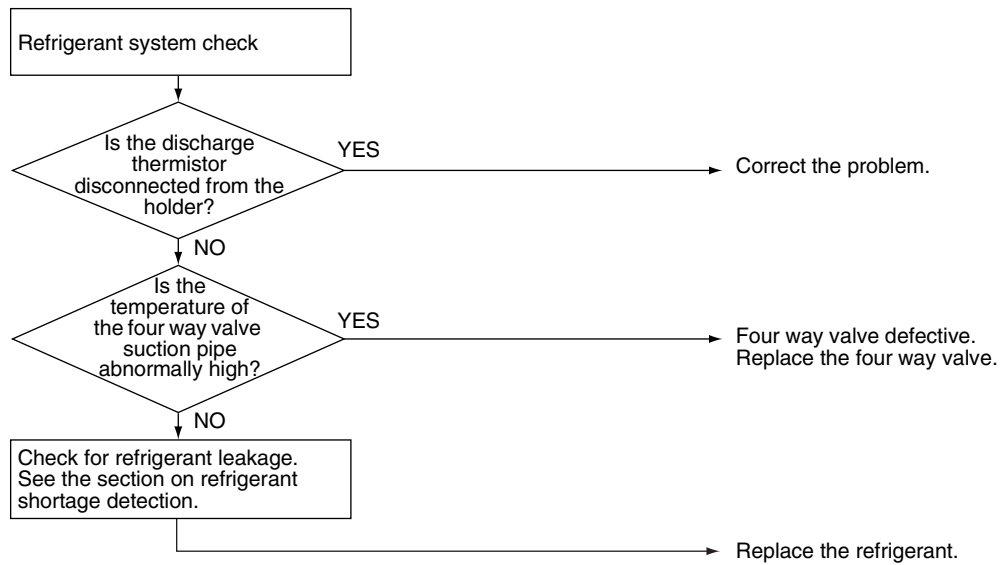 Refrigerant system check
Is the discharge
thermistor
disconnected from the
holder?
YES
Correct the problem.
NO
Is the
temperature of
the four way valve
suction pipe
abnormally high?
YES
Four way valve defective.
Replace the four way valve.
NO
Check for refrigerant leakage.
See the section on refrigerant
shortage detection.
Replace the refrigerant.